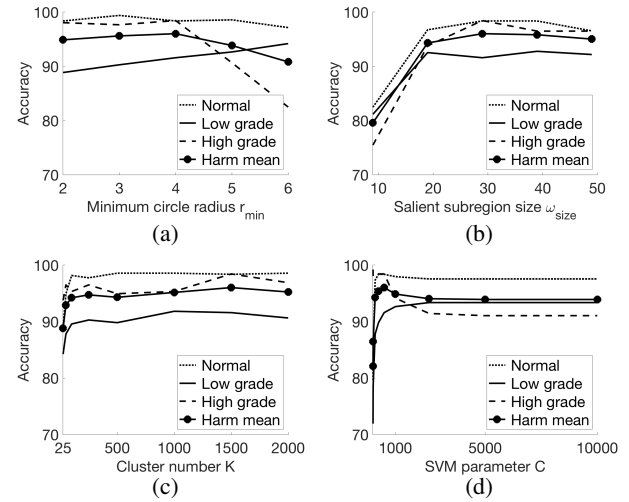 100
90
80
70
Accuracy
Normal
Low grade
High grade
Harm mean
2 3 4 5 6
Minimum circle radius r_min
(a)
100
90
80
70
Accuracy
Normal
Low grade
High grade
Harm mean
10 20 30 40 50
Salient subregion size ω_size
(b)
100
90
80
70
Accuracy
Normal
Low grade
High grade
Harm mean
25 500 1000 1500 2000
Cluster number K
(c)
100
90
80
70
Accuracy
Normal
Low grade
High grade
Harm mean
1000 5000 10000
SVM parameter C
(d)